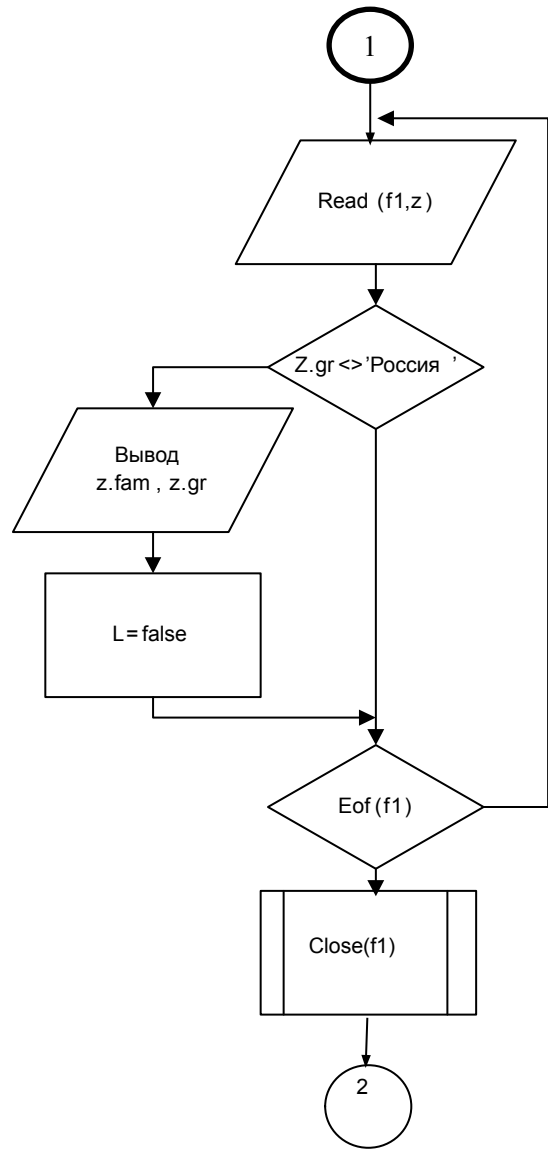 1
Read (f1,z)
Z.gr <> ’Россия ’
Вывод
z.fam , z.gr
L=false
Eof (f1)
Close(f1)
2